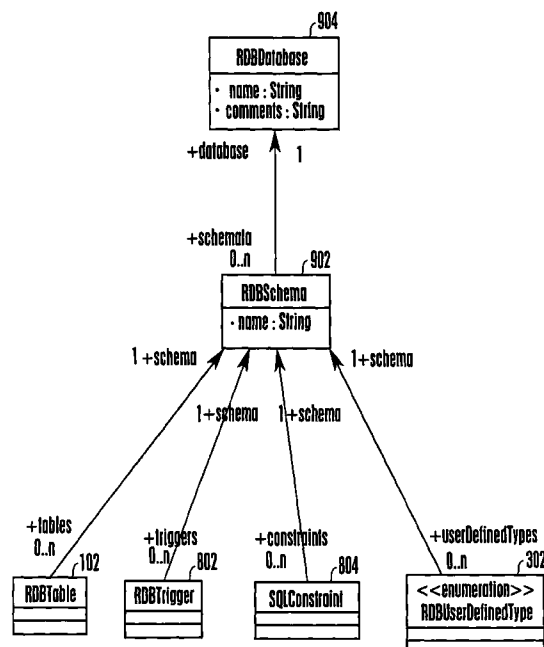 904
RDBDatabase
· name : String
· comments : String
+database 1
+schemata
0..n
902
RDBSchema
· name : String
1 +schema
1+schema
1+schema
1+schema
+tables
0..n
102
RDBTable
+triggers
0..n
802
RDBTrigger
+constraints
0..n
804
SQLConstraint
+userDefinedTypes
0..n
302
<<enumeration>>
RDBUserDefinedType